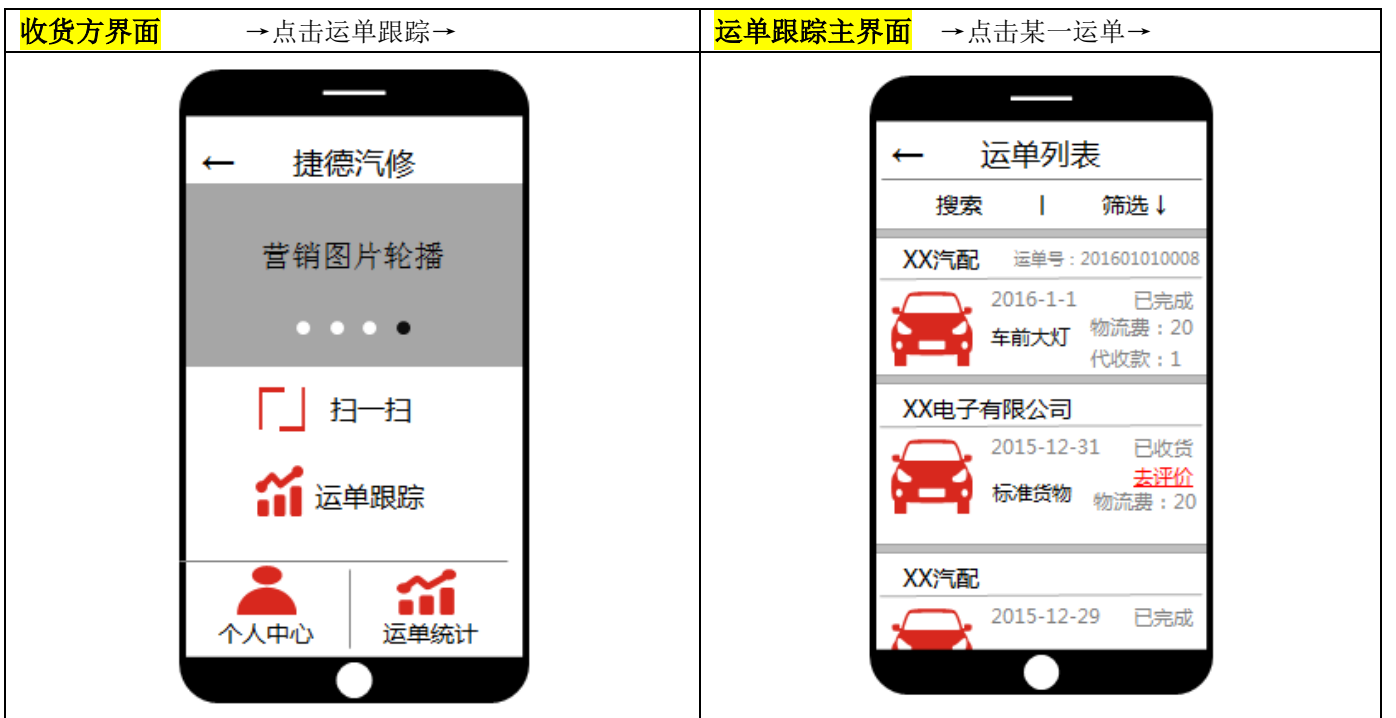 收货方界面 →点击运单跟踪→
← 捷德汽修
营销图片轮播
扫一扫
运单跟踪
个人中心 运单统计
运单跟踪主界面 →点击某一运单→
← 运单列表
搜索 | 筛选↓
XX汽配 运单号：201601010008
2016-1-1 已完成
车前大灯 物流费：20
代收款：1
XX电子有限公司
2015-12-31 已收货
去评价
标准货物 物流费：20
XX汽配
2015-12-29 已完成